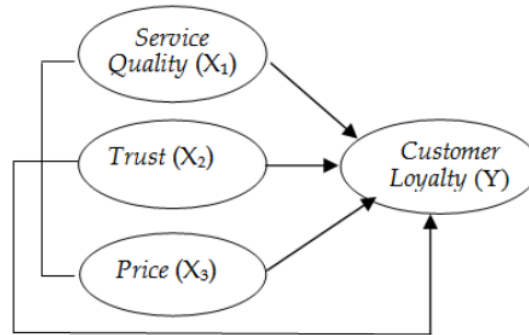 Service
Quality (X₁)
Trust (X₂)
Customer
Loyalty (Y)
Price (X₃)